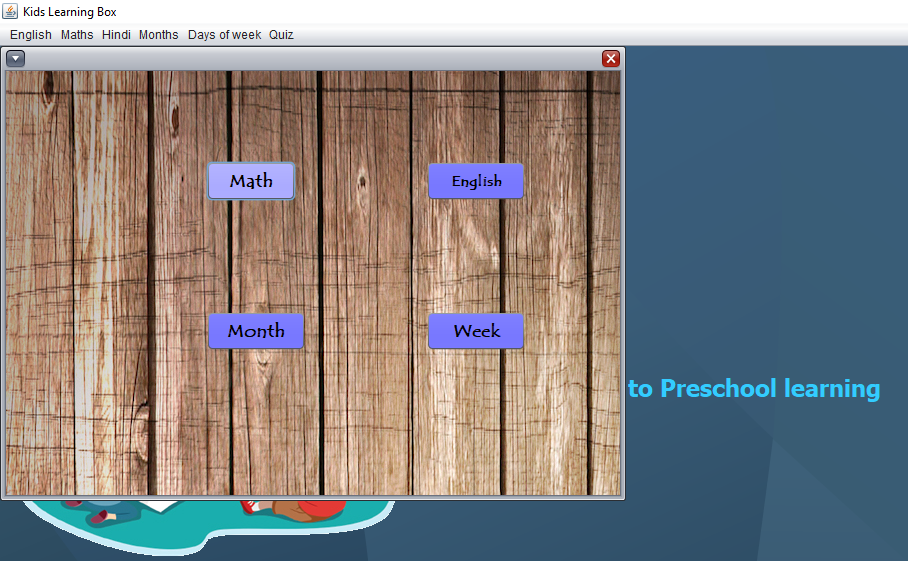 Kids Learning Box
English Maths Hindi Months Days of week Quiz
Math English
Month Week
to Preschool learning